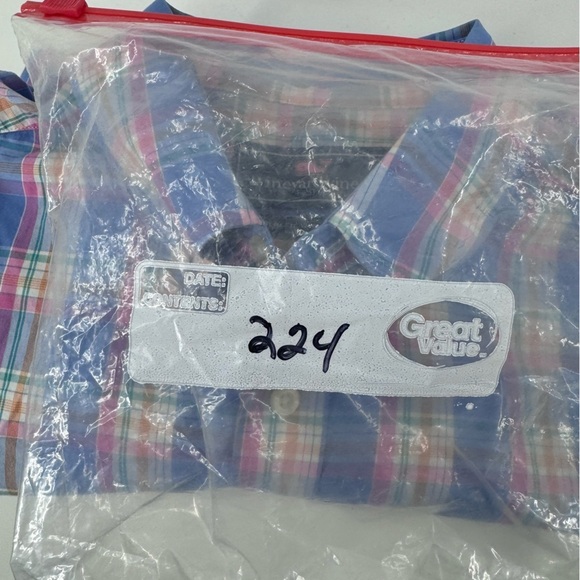 DATE:
CONTENTS:
224
Great
Value